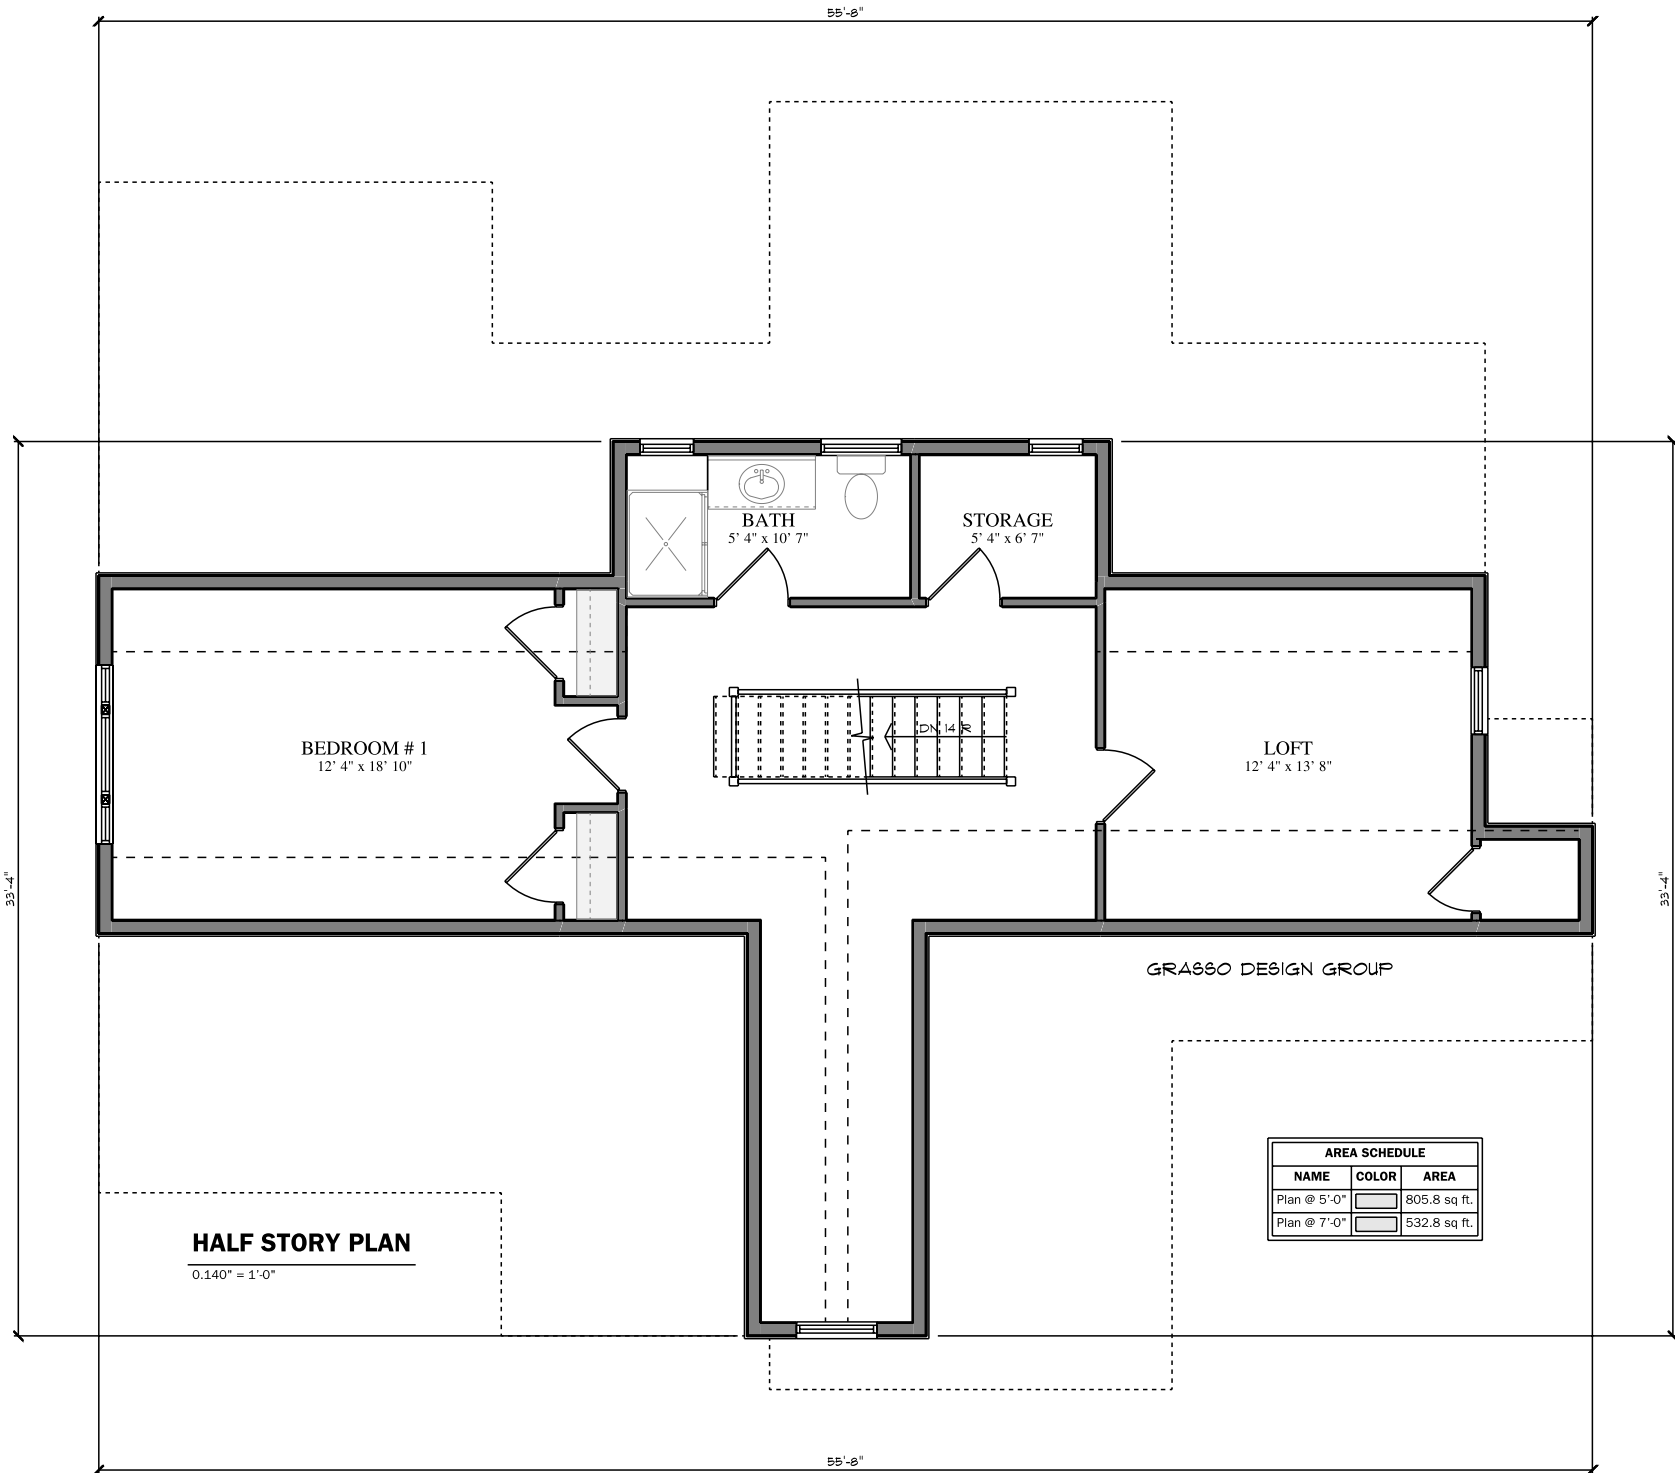 55'-8"
BATH
5' 4" x 10' 7"
STORAGE
5' 4" x 6' 7"
DN 14 R
BEDROOM # 1
12' 4" x 18' 10"
LOFT
12' 4" x 13' 8"
33'-4"
33'-4"
GRASSO DESIGN GROUP
AREA SCHEDULE
NAME COLOR AREA
Plan @ 5'-0" 805.8 sq ft.
Plan @ 7'-0" 532.8 sq ft.
HALF STORY PLAN
0.140" = 1'-0"
55'-8"